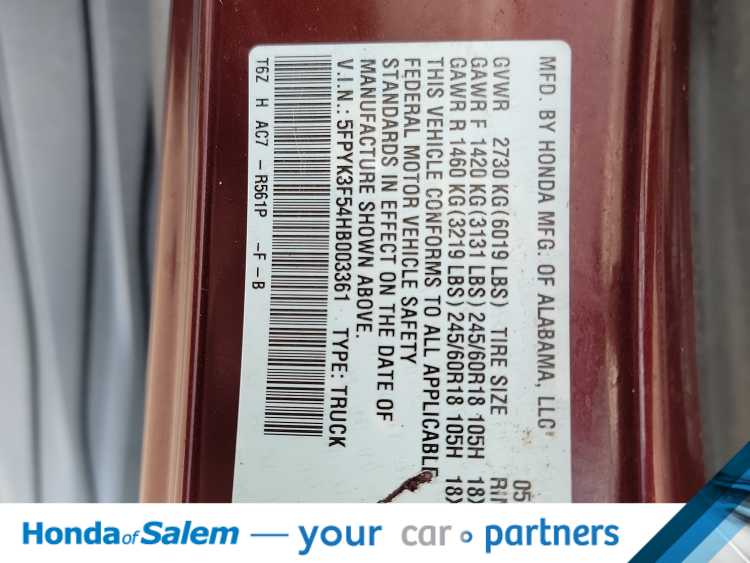 MFD. BY HONDA MFG. OF ALABAMA, LLC 05
GVWR 2730 KG(6019 LBS) TIRE SIZE
GAWR F 1420 KG(3131 LBS) 245/60R18 105H 18X
GAWR R 1460 KG(3219 LBS) 245/60R18 105H 18X
THIS VEHICLE CONFORMS TO ALL APPLICABLE
FEDERAL MOTOR VEHICLE SAFETY
STANDARDS IN EFFECT ON THE DATE OF
MANUFACTURE SHOWN ABOVE.
V.I.N.: 5FPYK3F54HB003361 TYPE: TRUCK
T6Z H AC7 - R561P -F-B
Honda of Salem — your car. partners